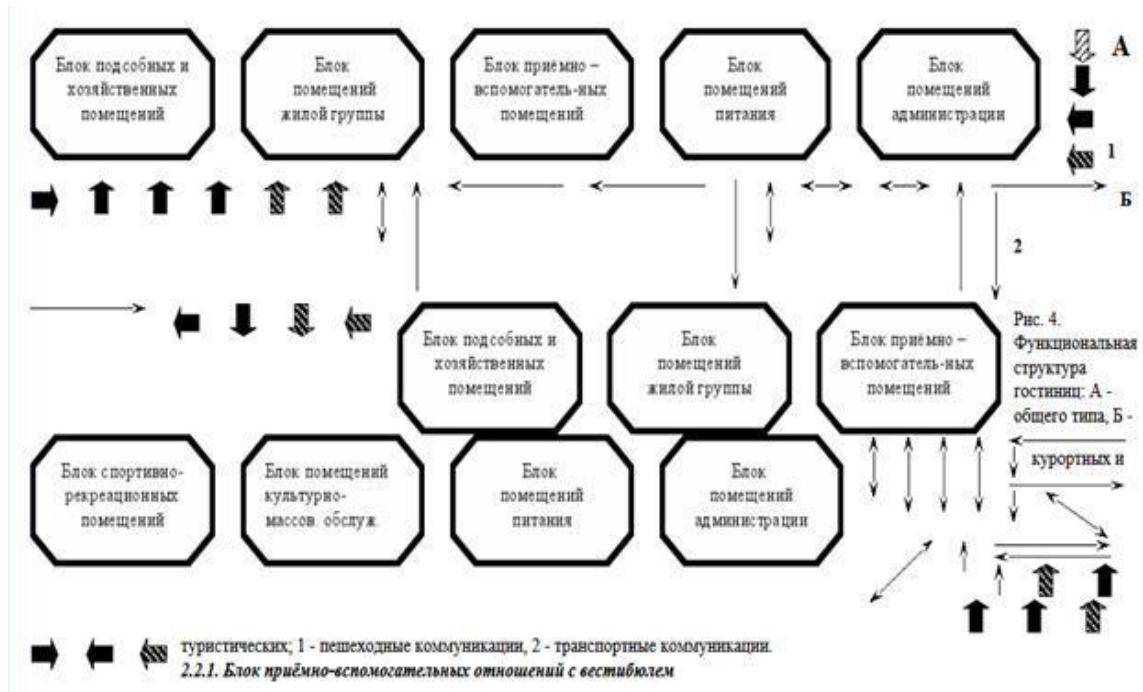 Блок подсобных и
хозяйственных
помещений
Блок
помещений
жилой группы
Блок приёмно –
вспомогатель-ных
помещений
Блок
помещений
питания
Блок
помещений
администрации
А
1
Б
2
Блок подсобных и
хозяйственных
помещений
Блок
помещений
жилой группы
Блок приёмно –
вспомогатель-ных
помещений
Рис. 4.
Функциональная
структура
гостиниц: А -
общего типа, Б -
курортных и
Блок спортивно-
рекреационных
помещений
Блок помещений
культурно-
массов. обслуж.
Блок
помещений
питания
Блок
помещений
администрации
туристических; 1 - пешеходные коммуникации, 2 - транспортные коммуникации.
2.2.1. Блок приёмно-вспомогательных отношений с вестибюлем